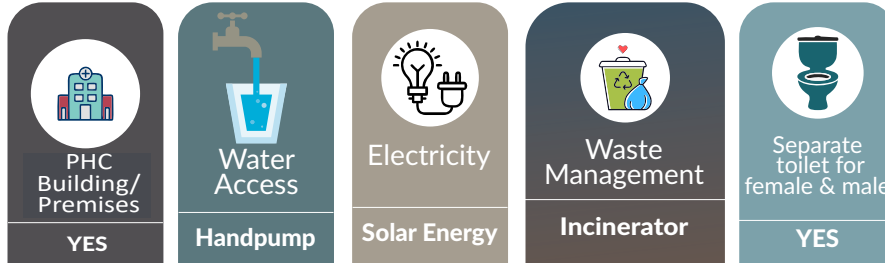 PHC
Building/
Premises
YES
Water
Access
Handpump
Electricity
Solar Energy
Waste
Management
Incinerator
Separate
toilet for
female & male
YES